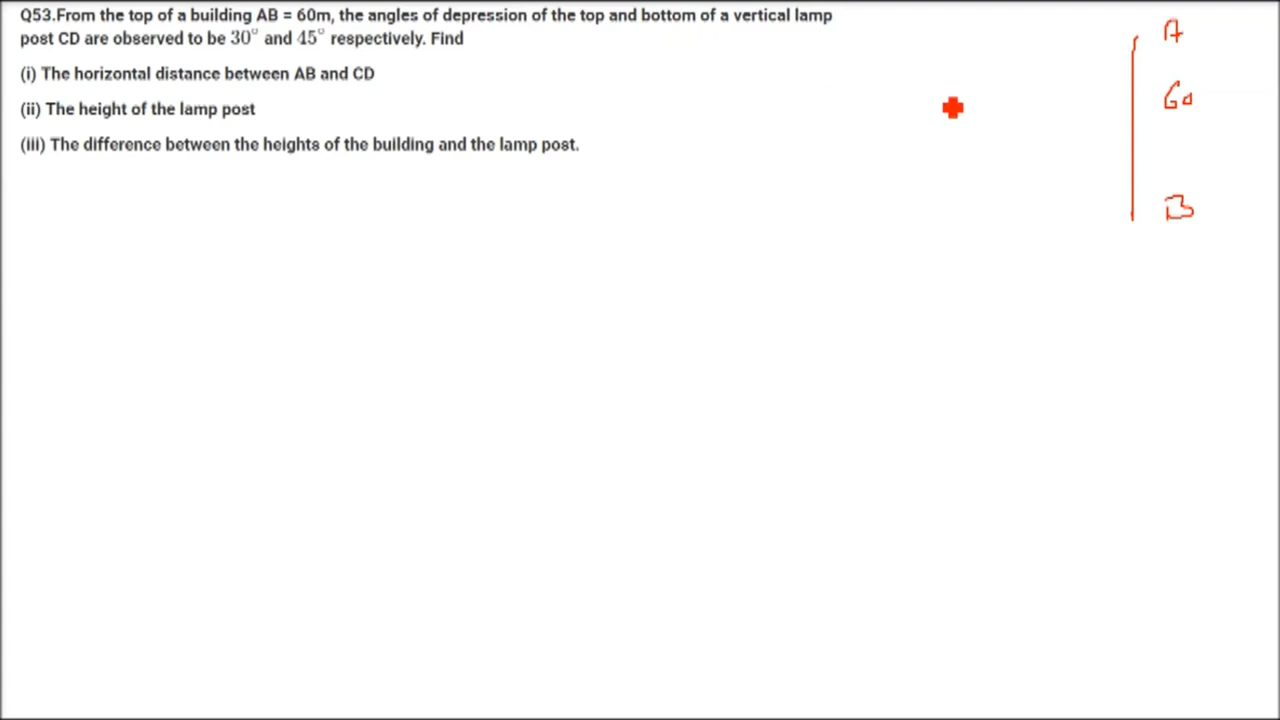 Q53.From the top of a building AB = 60m, the angles of depression of the top and bottom of a vertical lamp
post CD are observed to be 30° and 45° respectively. Find
(i) The horizontal distance between AB and CD
(ii) The height of the lamp post
(iii) The difference between the heights of the building and the lamp post.
A
60
B